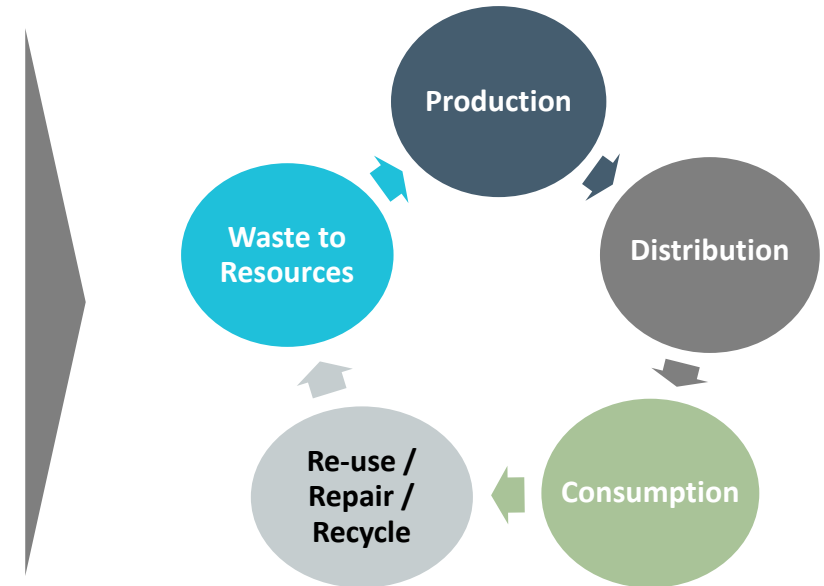 Production
Distribution
Consumption
Re-use /
Repair /
Recycle
Waste to
Resources